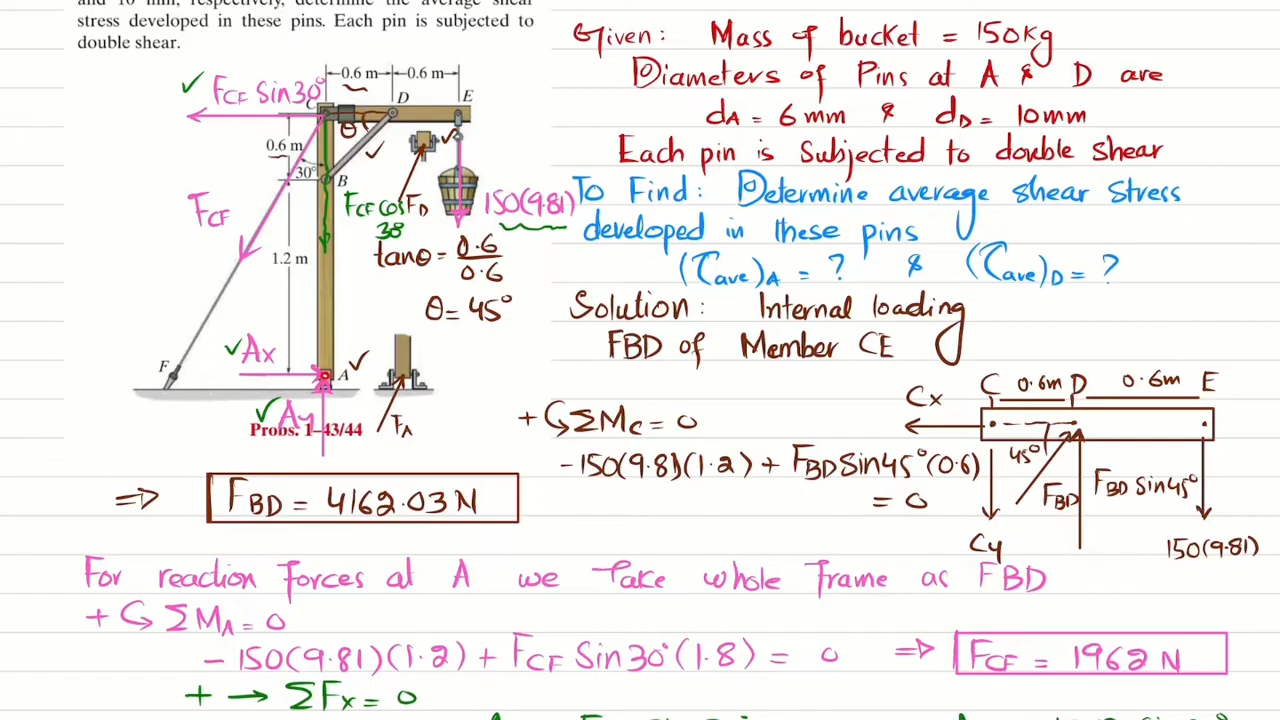 and 10 mm, respectively, determine the average shear
stress developed in these pins. Each pin is subjected to
double shear.
Given: Mass of bucket = 150Kg
Diameters of Pins at A & D are
dA = 6mm & dD = 10mm
Each pin is Subjected to double shear
To Find: Determine average shear stress
developed in these pins
(τave)A = ? & (τave)D = ?
Solution: Internal loading
FBD of Member CE
✓ FCF Sin30°
0.6 m
0.6 m
C
D
E
θ
✓
✓
0.6 m
30°
B
FCF
FCF cos
30
FD
150(9.81)
tanθ = 0.6
0.6
θ = 45°
1.2 m
F
✓ Ax
A
✓
✓ Ay
FA
Probs. 1–43/44
C 0.6m D 0.6m E
Cx
45°
FBD
FBD Sin45°
Cy
150(9.81)
+ ΣMC = 0
-150(9.81)(1.2) + FBD Sin45°(0.6)
= 0
⇒ FBD = 4162.03 N
For reaction forces at A we take whole frame as FBD
+ ΣMA = 0
-150(9.81)(1.2) + FCF Sin30°(1.8) = 0 ⇒ FCF = 1962 N
+ → ΣFx = 0